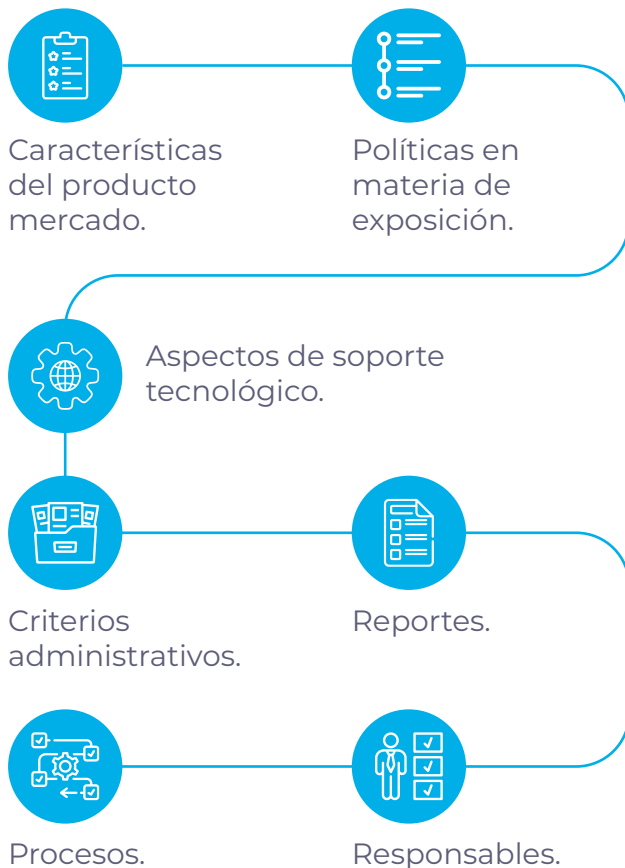 Características
del producto
mercado.
Políticas en
materia de
exposición.
Aspectos de soporte
tecnológico.
Criterios
administrativos.
Reportes.
Procesos.
Responsables.